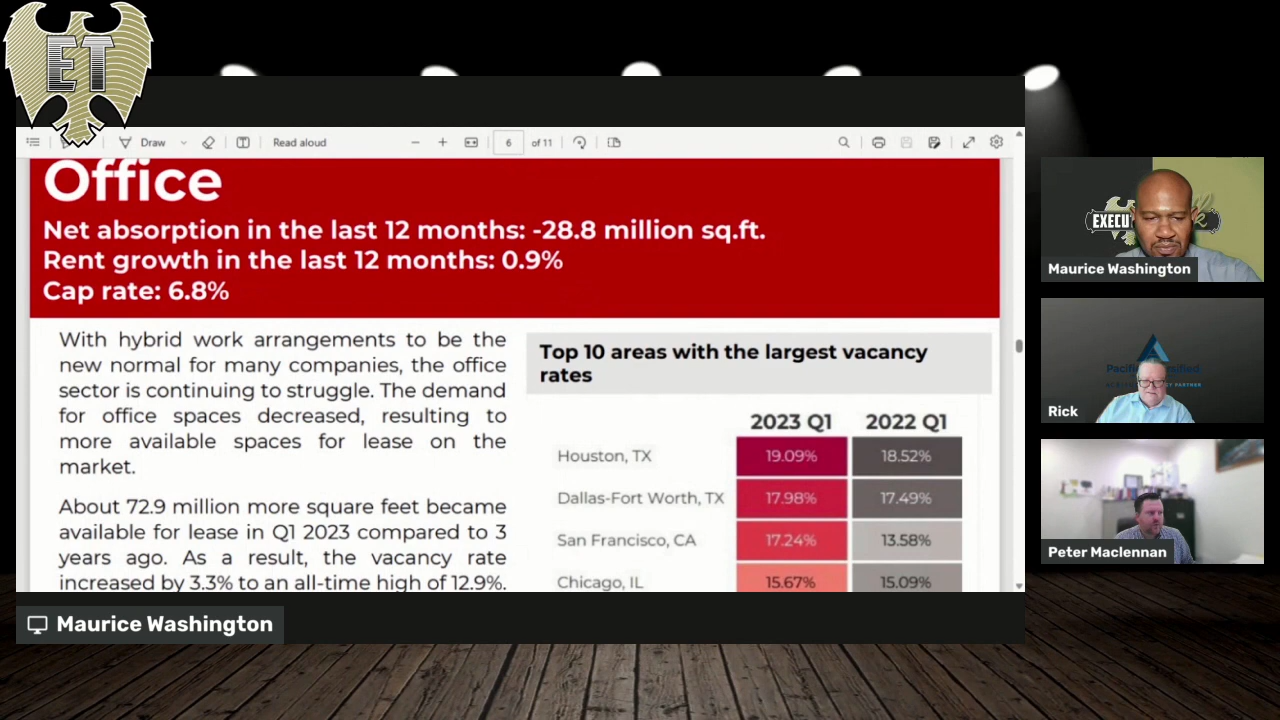 ET
Draw
Read aloud
6
of 11
Office
Net absorption in the last 12 months: -28.8 million sq.ft.
Rent growth in the last 12 months: 0.9%
Cap rate: 6.8%
With hybrid work arrangements to be the
new normal for many companies, the office
sector is continuing to struggle. The demand
for office spaces decreased, resulting to
more available spaces for lease on the
market.
About 72.9 million more square feet became
available for lease in Q1 2023 compared to 3
years ago. As a result, the vacancy rate
increased by 3.3% to an all-time high of 12.9%.
Top 10 areas with the largest vacancy
rates
2023 Q1 2022 Q1
Houston, TX 19.09% 18.52%
Dallas-Fort Worth, TX 17.98% 17.49%
San Francisco, CA 17.24% 13.58%
Chicago, IL 15.67% 15.09%
Maurice Washington
EXECU
Maurice Washington
Rick
Peter Maclennan